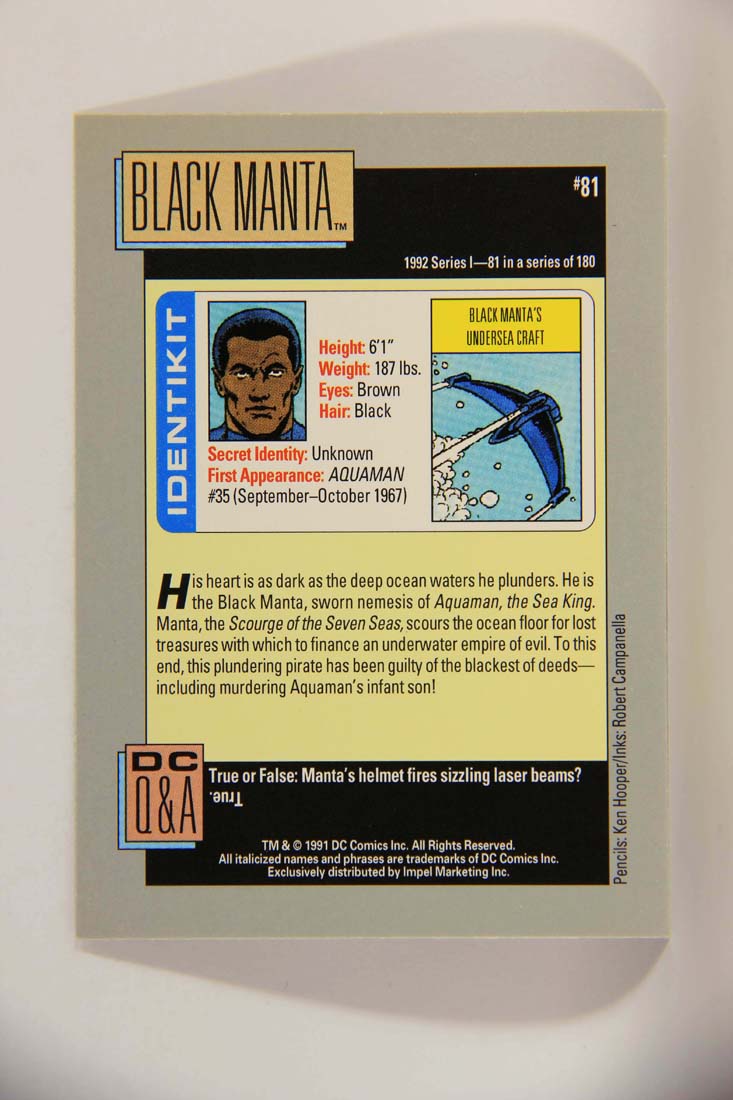 BLACK MANTA™
#81
1992 Series I—81 in a series of 180
IDENTIKIT
Height: 6'1"
Weight: 187 lbs.
Eyes: Brown
Hair: Black
Secret Identity: Unknown
First Appearance: AQUAMAN
#35 (September–October 1967)
BLACK MANTA'S
UNDERSEA CRAFT
His heart is as dark as the deep ocean waters he plunders. He is
the Black Manta, sworn nemesis of Aquaman, the Sea King.
Manta, the Scourge of the Seven Seas, scours the ocean floor for lost
treasures with which to finance an underwater empire of evil. To this
end, this plundering pirate has been guilty of the blackest of deeds—
including murdering Aquaman's infant son!
DC
Q&A
True or False: Manta's helmet fires sizzling laser beams?
True.
TM & © 1991 DC Comics Inc. All Rights Reserved.
All italicized names and phrases are trademarks of DC Comics Inc.
Exclusively distributed by Impel Marketing Inc.
Pencils: Ken Hooper/Inks: Robert Campanella